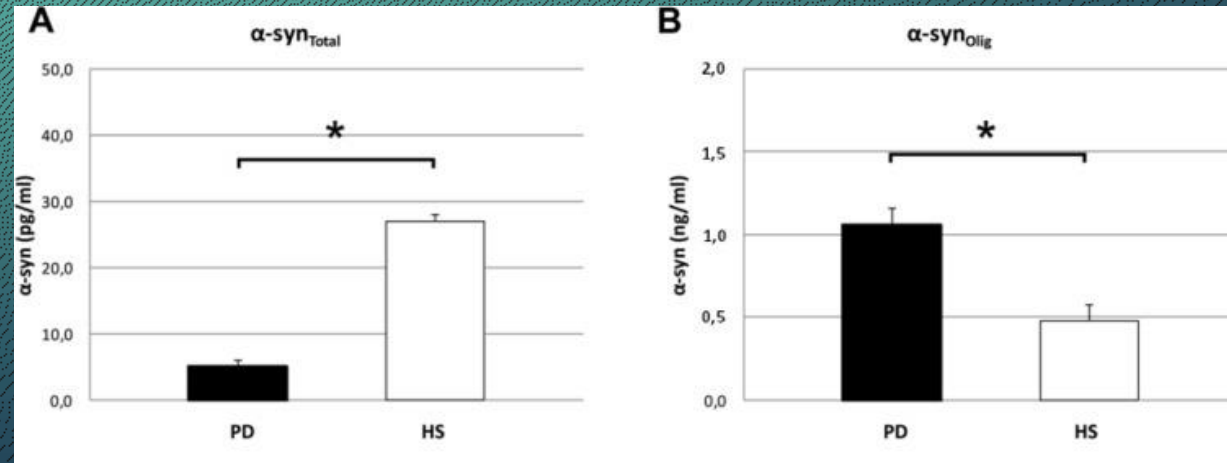 A
α-syn_Total
50,0
40,0
30,0
20,0
10,0
0,0
α-syn (pg/ml)
*
PD HS
B
α-syn_Olig
2,0
1,5
1,0
0,5
0,0
α-syn (ng/ml)
*
PD HS